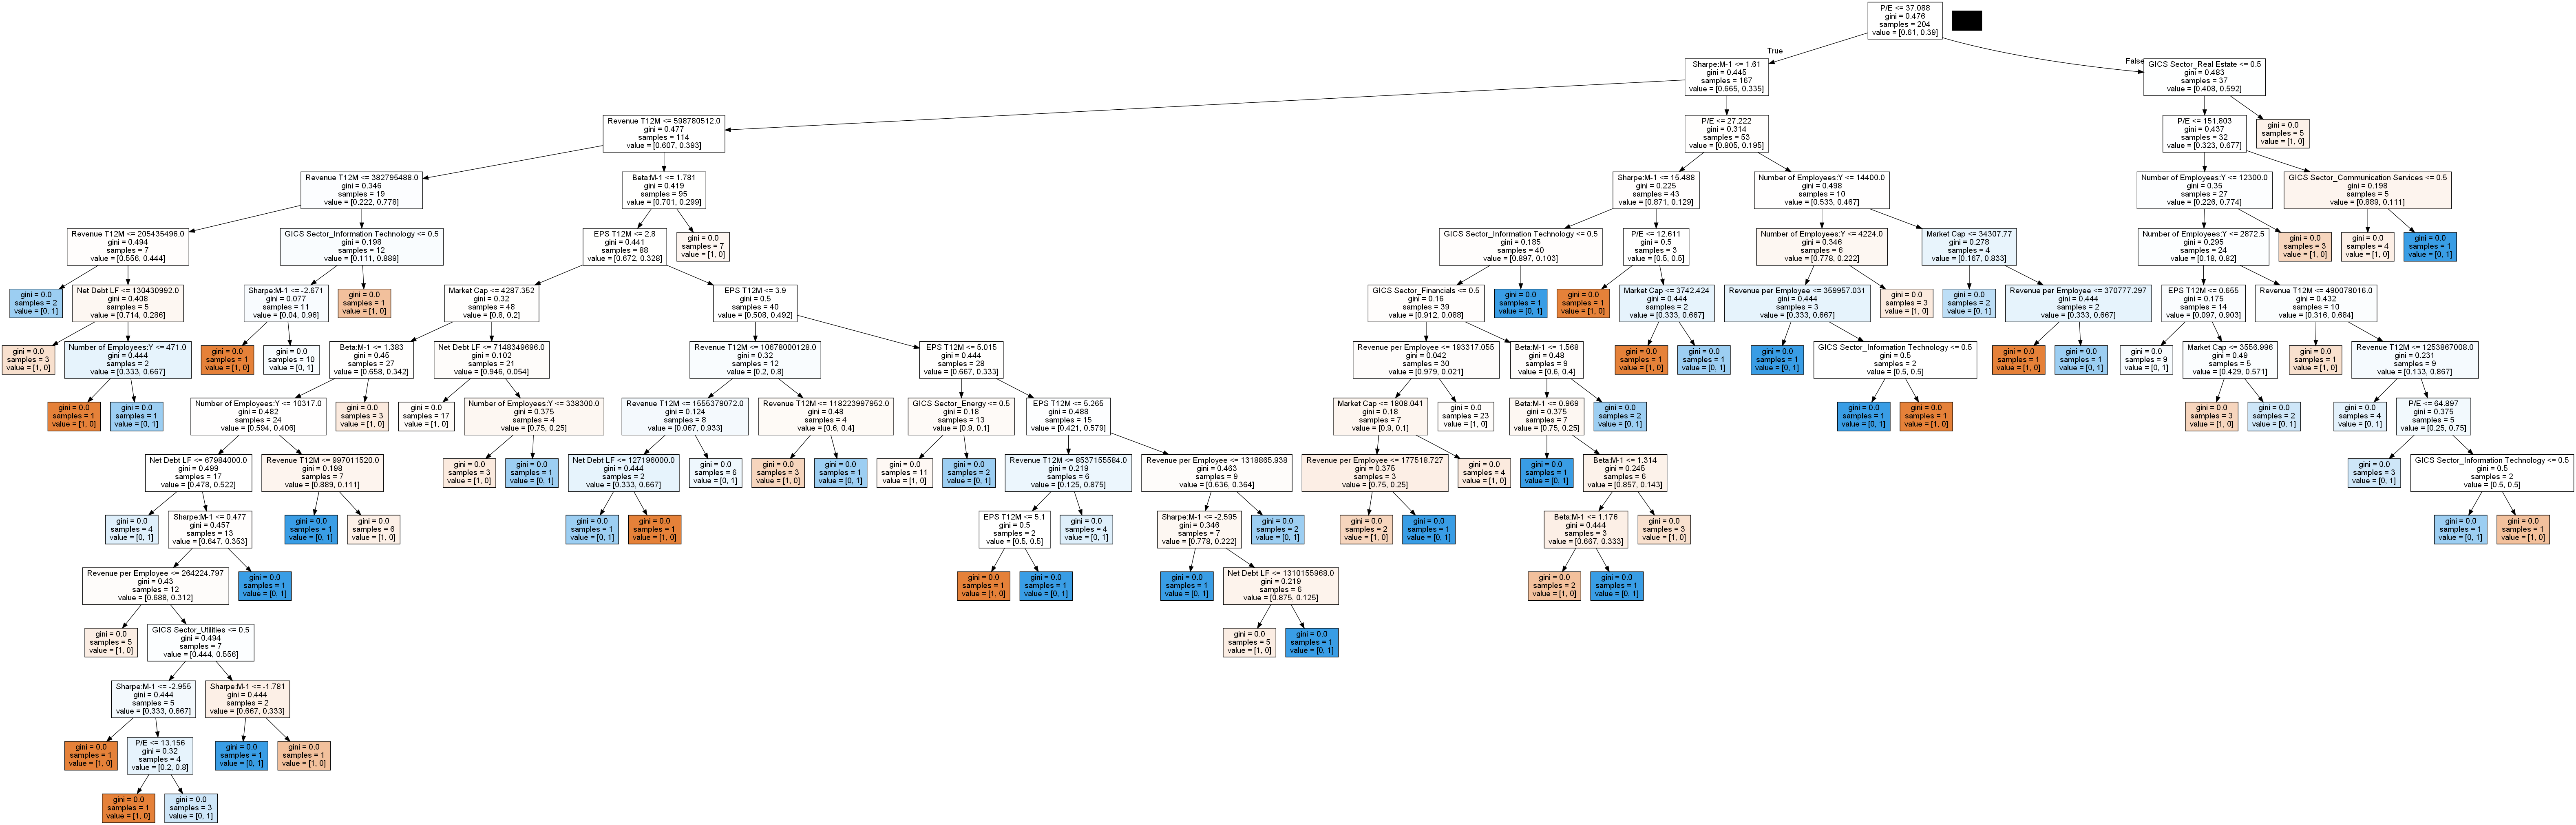 P/E <= 37.088
gini = 0.476
samples = 204
value = [0.61, 0.39]
True
False
Sharpe:M-1 <= 1.61
gini = 0.445
samples = 167
value = [0.665, 0.335]
GICS Sector_Real Estate <= 0.5
gini = 0.483
samples = 37
value = [0.408, 0.592]
Revenue T12M <= 598780512.0
gini = 0.477
samples = 114
value = [0.607, 0.393]
P/E <= 27.222
gini = 0.314
samples = 53
value = [0.805, 0.195]
P/E <= 151.803
gini = 0.437
samples = 32
value = [0.323, 0.677]
gini = 0.0
samples = 5
value = [1, 0]
Revenue T12M <= 382795488.0
gini = 0.346
samples = 19
value = [0.222, 0.778]
Beta:M-1 <= 1.781
gini = 0.419
samples = 95
value = [0.701, 0.299]
Sharpe:M-1 <= 15.488
gini = 0.225
samples = 43
value = [0.871, 0.129]
Number of Employees:Y <= 14400.0
gini = 0.498
samples = 10
value = [0.533, 0.467]
Number of Employees:Y <= 12300.0
gini = 0.35
samples = 27
value = [0.226, 0.774]
GICS Sector_Communication Services <= 0.5
gini = 0.198
samples = 5
value = [0.889, 0.111]
Revenue T12M <= 205435496.0
gini = 0.494
samples = 7
value = [0.556, 0.444]
GICS Sector_Information Technology <= 0.5
gini = 0.198
samples = 12
value = [0.111, 0.889]
EPS T12M <= 2.8
gini = 0.441
samples = 88
value = [0.672, 0.328]
gini = 0.0
samples = 7
value = [1, 0]
GICS Sector_Information Technology <= 0.5
gini = 0.185
samples = 40
value = [0.897, 0.103]
P/E <= 12.611
gini = 0.5
samples = 3
value = [0.5, 0.5]
Number of Employees:Y <= 4224.0
gini = 0.346
samples = 6
value = [0.778, 0.222]
Market Cap <= 34307.77
gini = 0.278
samples = 4
value = [0.167, 0.833]
Number of Employees:Y <= 2872.5
gini = 0.295
samples = 24
value = [0.18, 0.82]
gini = 0.0
samples = 3
value = [1, 0]
gini = 0.0
samples = 4
value = [1, 0]
gini = 0.0
samples = 1
value = [0, 1]
gini = 0.0
samples = 2
value = [0, 1]
Net Debt LF <= 130430992.0
gini = 0.408
samples = 5
value = [0.714, 0.286]
Sharpe:M-1 <= -2.671
gini = 0.077
samples = 11
value = [0.04, 0.96]
gini = 0.0
samples = 1
value = [1, 0]
Market Cap <= 4287.352
gini = 0.32
samples = 48
value = [0.8, 0.2]
EPS T12M <= 3.9
gini = 0.5
samples = 40
value = [0.508, 0.492]
GICS Sector_Financials <= 0.5
gini = 0.16
samples = 39
value = [0.912, 0.088]
gini = 0.0
samples = 1
value = [0, 1]
gini = 0.0
samples = 1
value = [1, 0]
Market Cap <= 3742.424
gini = 0.444
samples = 2
value = [0.333, 0.667]
Revenue per Employee <= 359957.031
gini = 0.444
samples = 3
value = [0.333, 0.667]
gini = 0.0
samples = 3
value = [1, 0]
gini = 0.0
samples = 2
value = [0, 1]
Revenue per Employee <= 370777.297
gini = 0.444
samples = 2
value = [0.333, 0.667]
EPS T12M <= 0.655
gini = 0.175
samples = 14
value = [0.097, 0.903]
Revenue T12M <= 490078016.0
gini = 0.432
samples = 10
value = [0.316, 0.684]
gini = 0.0
samples = 3
value = [1, 0]
Number of Employees:Y <= 471.0
gini = 0.444
samples = 2
value = [0.333, 0.667]
gini = 0.0
samples = 1
value = [1, 0]
gini = 0.0
samples = 10
value = [0, 1]
Beta:M-1 <= 1.383
gini = 0.45
samples = 27
value = [0.658, 0.342]
Net Debt LF <= 7148349696.0
gini = 0.102
samples = 21
value = [0.946, 0.054]
Revenue T12M <= 10678000128.0
gini = 0.32
samples = 12
value = [0.2, 0.8]
EPS T12M <= 5.015
gini = 0.444
samples = 28
value = [0.667, 0.333]
Revenue per Employee <= 193317.055
gini = 0.042
samples = 30
value = [0.979, 0.021]
Beta:M-1 <= 1.568
gini = 0.48
samples = 9
value = [0.6, 0.4]
gini = 0.0
samples = 1
value = [1, 0]
gini = 0.0
samples = 1
value = [0, 1]
gini = 0.0
samples = 1
value = [0, 1]
GICS Sector_Information Technology <= 0.5
gini = 0.5
samples = 2
value = [0.5, 0.5]
gini = 0.0
samples = 1
value = [1, 0]
gini = 0.0
samples = 1
value = [0, 1]
gini = 0.0
samples = 9
value = [0, 1]
Market Cap <= 3556.996
gini = 0.49
samples = 5
value = [0.429, 0.571]
gini = 0.0
samples = 1
value = [1, 0]
Revenue T12M <= 1253867008.0
gini = 0.231
samples = 9
value = [0.133, 0.867]
gini = 0.0
samples = 1
value = [1, 0]
gini = 0.0
samples = 1
value = [0, 1]
Number of Employees:Y <= 10317.0
gini = 0.482
samples = 24
value = [0.594, 0.406]
gini = 0.0
samples = 3
value = [1, 0]
gini = 0.0
samples = 17
value = [1, 0]
Number of Employees:Y <= 338300.0
gini = 0.375
samples = 4
value = [0.75, 0.25]
Revenue T12M <= 1555379072.0
gini = 0.124
samples = 8
value = [0.067, 0.933]
Revenue T12M <= 118223997952.0
gini = 0.48
samples = 4
value = [0.6, 0.4]
GICS Sector_Energy <= 0.5
gini = 0.18
samples = 13
value = [0.9, 0.1]
EPS T12M <= 5.265
gini = 0.488
samples = 15
value = [0.421, 0.579]
Market Cap <= 1808.041
gini = 0.18
samples = 7
value = [0.9, 0.1]
gini = 0.0
samples = 23
value = [1, 0]
Beta:M-1 <= 0.969
gini = 0.375
samples = 7
value = [0.75, 0.25]
gini = 0.0
samples = 2
value = [0, 1]
gini = 0.0
samples = 1
value = [0, 1]
gini = 0.0
samples = 1
value = [1, 0]
gini = 0.0
samples = 3
value = [1, 0]
gini = 0.0
samples = 2
value = [0, 1]
gini = 0.0
samples = 4
value = [0, 1]
P/E <= 64.897
gini = 0.375
samples = 5
value = [0.25, 0.75]
Net Debt LF <= 67984000.0
gini = 0.499
samples = 17
value = [0.478, 0.522]
Revenue T12M <= 997011520.0
gini = 0.198
samples = 7
value = [0.889, 0.111]
gini = 0.0
samples = 3
value = [1, 0]
gini = 0.0
samples = 1
value = [0, 1]
Net Debt LF <= 127196000.0
gini = 0.444
samples = 2
value = [0.333, 0.667]
gini = 0.0
samples = 6
value = [0, 1]
gini = 0.0
samples = 3
value = [1, 0]
gini = 0.0
samples = 1
value = [0, 1]
gini = 0.0
samples = 11
value = [1, 0]
gini = 0.0
samples = 2
value = [0, 1]
Revenue T12M <= 8537155584.0
gini = 0.219
samples = 6
value = [0.125, 0.875]
Revenue per Employee <= 1318865.938
gini = 0.463
samples = 9
value = [0.636, 0.364]
Revenue per Employee <= 177518.727
gini = 0.375
samples = 3
value = [0.75, 0.25]
gini = 0.0
samples = 4
value = [1, 0]
gini = 0.0
samples = 1
value = [0, 1]
Beta:M-1 <= 1.314
gini = 0.245
samples = 6
value = [0.857, 0.143]
gini = 0.0
samples = 3
value = [0, 1]
GICS Sector_Information Technology <= 0.5
gini = 0.5
samples = 2
value = [0.5, 0.5]
gini = 0.0
samples = 4
value = [0, 1]
Sharpe:M-1 <= 0.477
gini = 0.457
samples = 13
value = [0.647, 0.353]
gini = 0.0
samples = 1
value = [0, 1]
gini = 0.0
samples = 6
value = [1, 0]
gini = 0.0
samples = 1
value = [0, 1]
gini = 0.0
samples = 1
value = [1, 0]
EPS T12M <= 5.1
gini = 0.5
samples = 2
value = [0.5, 0.5]
gini = 0.0
samples = 4
value = [0, 1]
Sharpe:M-1 <= -2.595
gini = 0.346
samples = 7
value = [0.778, 0.222]
gini = 0.0
samples = 2
value = [0, 1]
gini = 0.0
samples = 2
value = [1, 0]
gini = 0.0
samples = 1
value = [0, 1]
Beta:M-1 <= 1.176
gini = 0.444
samples = 3
value = [0.667, 0.333]
gini = 0.0
samples = 3
value = [1, 0]
gini = 0.0
samples = 1
value = [0, 1]
gini = 0.0
samples = 1
value = [1, 0]
Revenue per Employee <= 264224.797
gini = 0.43
samples = 12
value = [0.688, 0.312]
gini = 0.0
samples = 1
value = [0, 1]
gini = 0.0
samples = 1
value = [1, 0]
gini = 0.0
samples = 1
value = [0, 1]
gini = 0.0
samples = 1
value = [0, 1]
Net Debt LF <= 1310155968.0
gini = 0.219
samples = 6
value = [0.875, 0.125]
gini = 0.0
samples = 2
value = [1, 0]
gini = 0.0
samples = 1
value = [0, 1]
gini = 0.0
samples = 5
value = [1, 0]
GICS Sector_Utilities <= 0.5
gini = 0.494
samples = 7
value = [0.444, 0.556]
gini = 0.0
samples = 5
value = [1, 0]
gini = 0.0
samples = 1
value = [0, 1]
Sharpe:M-1 <= -2.955
gini = 0.444
samples = 5
value = [0.333, 0.667]
Sharpe:M-1 <= -1.781
gini = 0.444
samples = 2
value = [0.667, 0.333]
gini = 0.0
samples = 1
value = [1, 0]
P/E <= 13.156
gini = 0.32
samples = 4
value = [0.2, 0.8]
gini = 0.0
samples = 1
value = [0, 1]
gini = 0.0
samples = 1
value = [1, 0]
gini = 0.0
samples = 1
value = [1, 0]
gini = 0.0
samples = 3
value = [0, 1]